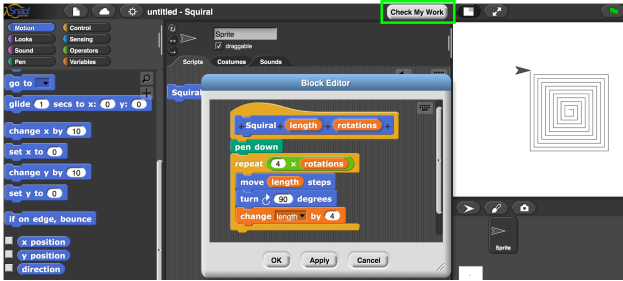 Snap!
untitled - Squiral
Check My Work
Motion Control
Looks Sensing
Sound Operators
Pen Variables
Sprite
draggable
Scripts Costumes Sounds
go to
glide 1 secs to x: 0 y: 0
change x by 10
set x to 0
change y by 10
set y to 0
if on edge, bounce
x position
y position
direction
Squiral
Block Editor
+ Squiral + length + rotations +
pen down
repeat 4 x rotations
move length steps
turn 90 degrees
change length by 4
OK Apply Cancel
Sprite